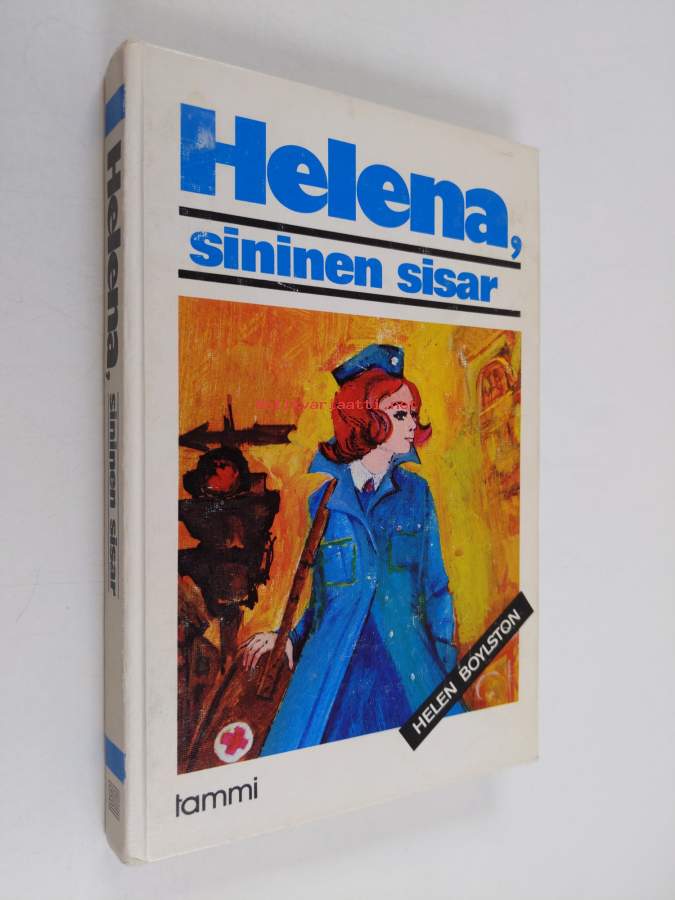 Helena,
sininen sisar
HELEN BOYLSTON
tammi
Helena, sininen sisar